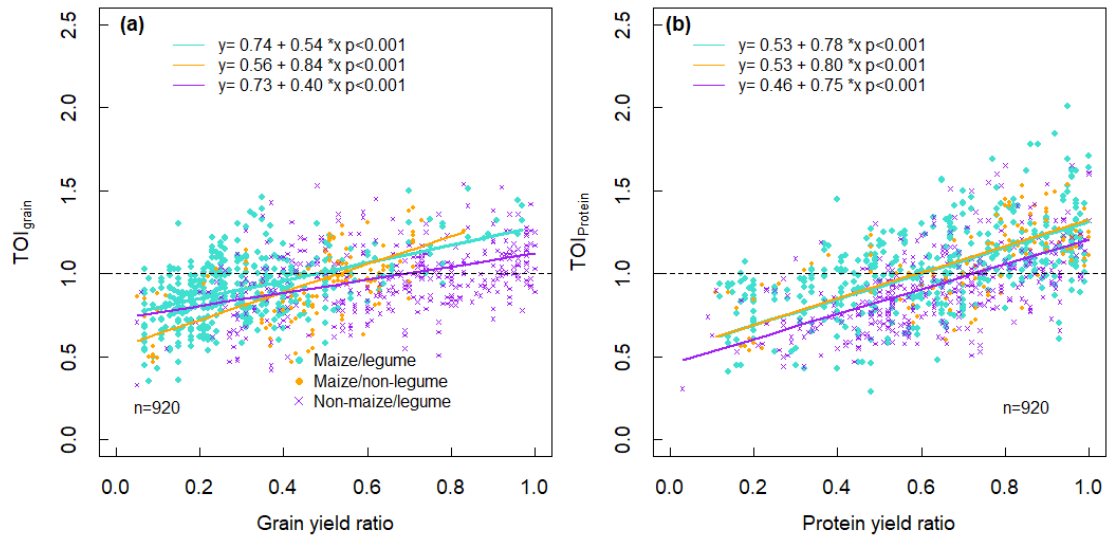 (a)
y= 0.74 + 0.54 *x p<0.001
y= 0.56 + 0.84 *x p<0.001
y= 0.73 + 0.40 *x p<0.001
2.5
2.0
1.5
1.0
0.5
0.0
TOIgrain
Maize/legume
Maize/non-legume
Non-maize/legume
n=920
0.0 0.2 0.4 0.6 0.8 1.0
Grain yield ratio
(b)
y= 0.53 + 0.78 *x p<0.001
y= 0.53 + 0.80 *x p<0.001
y= 0.46 + 0.75 *x p<0.001
2.5
2.0
1.5
1.0
0.5
0.0
TOIProtein
n=920
0.0 0.2 0.4 0.6 0.8 1.0
Protein yield ratio